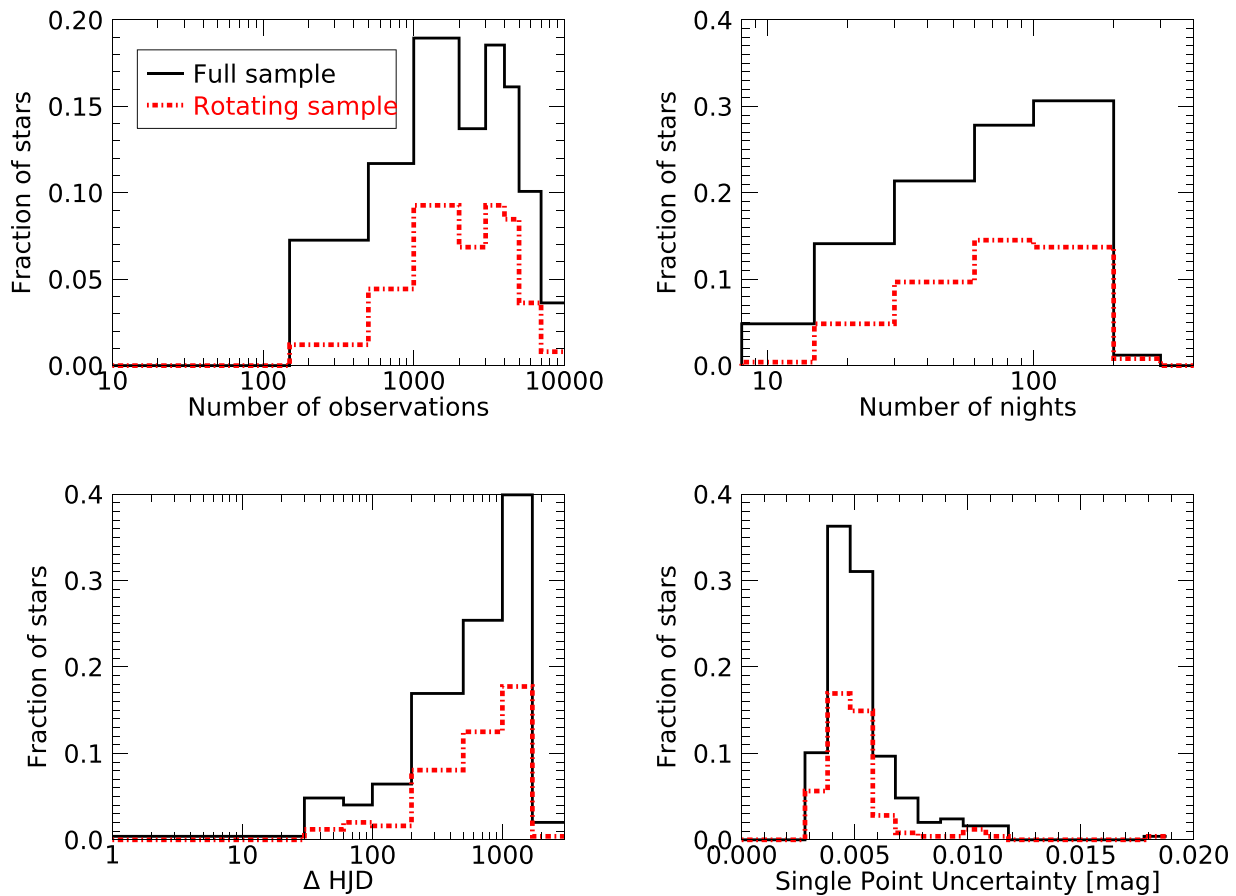 0.20
0.15
0.10
0.05
0.00
Fraction of stars
Full sample
Rotating sample
10 100 1000 10000
Number of observations
0.4
0.3
0.2
0.1
0.0
Fraction of stars
10 100
Number of nights
0.4
0.3
0.2
0.1
0.0
Fraction of stars
1 10 100 1000
Δ HJD
0.4
0.3
0.2
0.1
0.0
Fraction of stars
0.000 0.005 0.010 0.015 0.020
Single Point Uncertainty [mag]